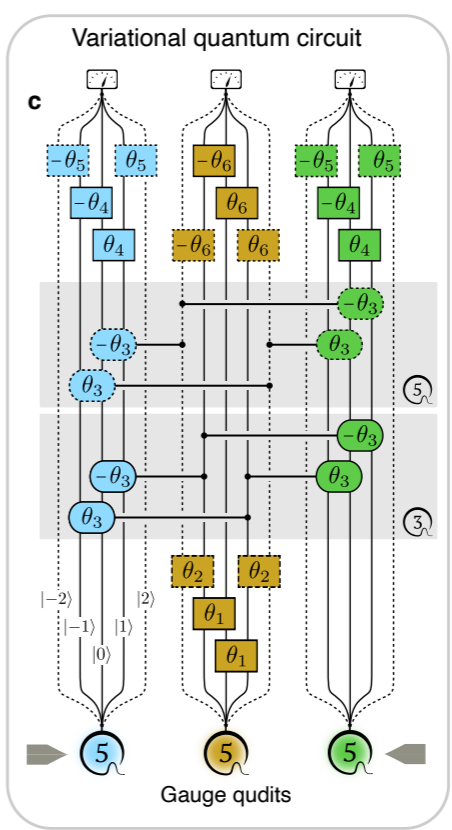 Variational quantum circuit
c
-θ₅ θ₅ -θ₆ -θ₅ θ₅
-θ₄ θ₆ -θ₄
θ₄ -θ₆ θ₆ θ₄
-θ₃
-θ₃ θ₃
θ₃ 5
-θ₃
-θ₃ θ₃
θ₃ 3
θ₂ θ₂
|-2⟩ |2⟩ θ₁
|-1⟩ |1⟩
|0⟩ θ₁
5 5 5
Gauge qudits